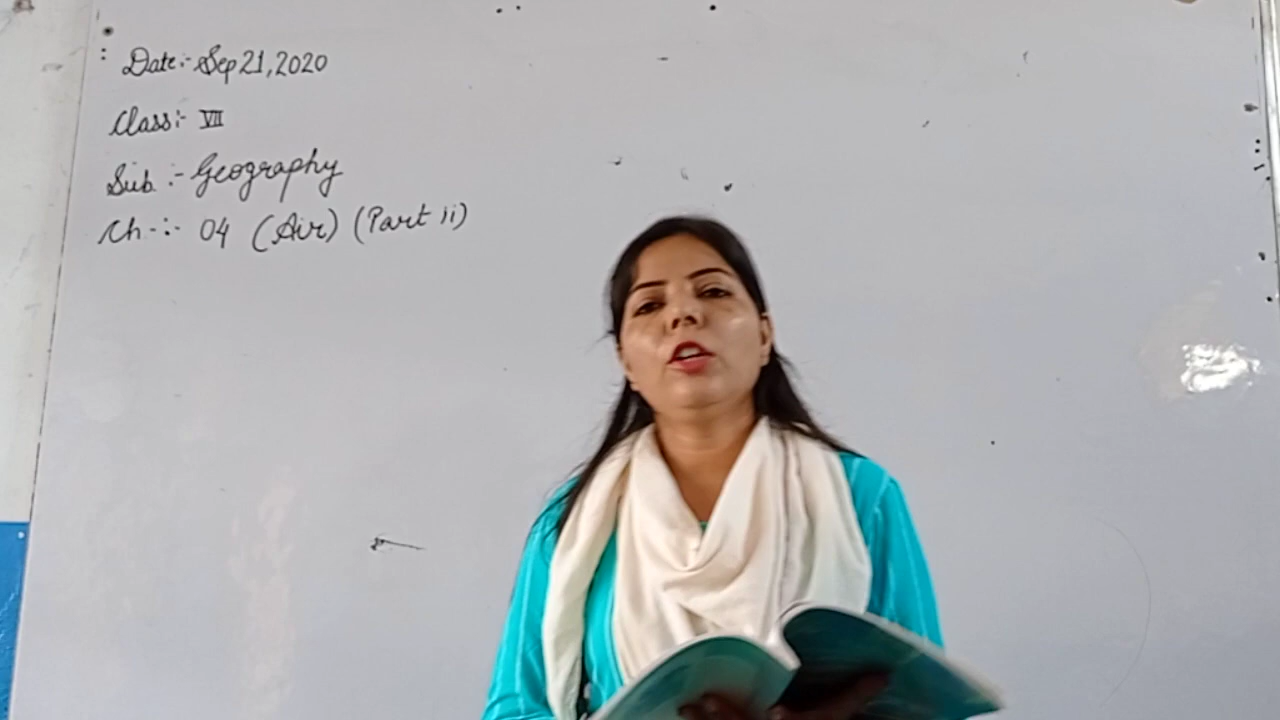 Date:- Sep 21, 2020
Class:- VII
Sub :- Geography
Ch -:- 04 (Air) (Part ii)